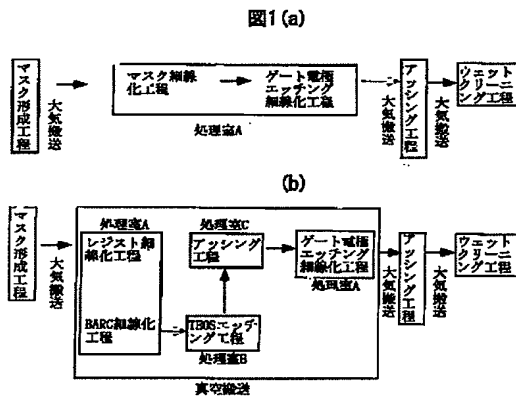 図1(a)
マスク形成工程
大気搬送
マスク細線
化工程
ゲート電極
エッチング
細線化工程
処理室A
大気搬送
アッシング工程
大気搬送
ウェット
クリーニ
ング工程
(b)
マスク形成工程
大気搬送
処理室A
レジスト細
線化工程
BARC細線化
工程
処理室C
アッシング
工程
TEOSエッチ
ング工程
処理室B
ゲート電極
エッチング
細線化工程
処理室A
大気搬送
アッシング工程
大気搬送
ウェット
クリーニ
ング工程
真空搬送